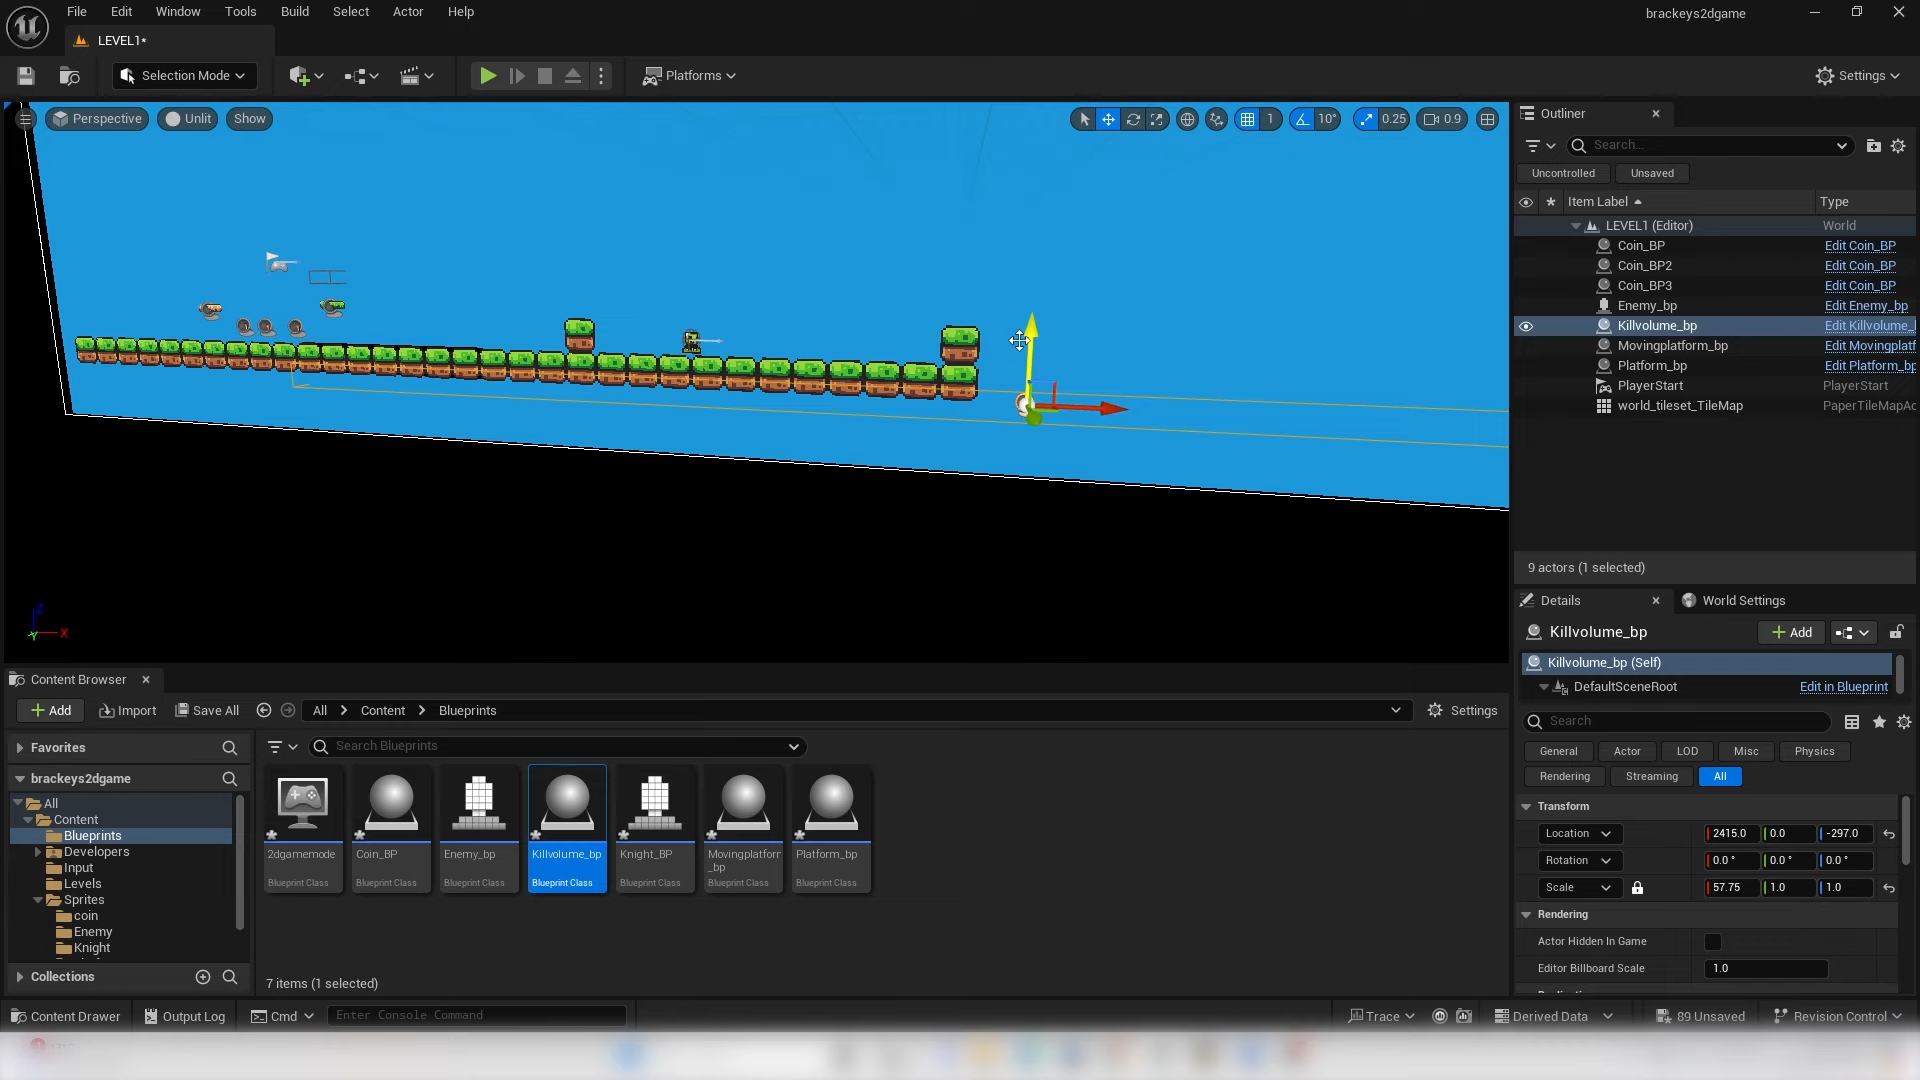 File Edit Window Tools Build Select Actor Help
brackeys2dgame
LEVEL1*
Selection Mode
Platforms
Settings
Perspective
Unlit
Show
1
10°
0.25
0.9
Outliner
Search...
Uncontrolled
Unsaved
Item Label
Type
LEVEL1 (Editor) World
Coin_BP Edit Coin_BP
Coin_BP2 Edit Coin_BP
Coin_BP3 Edit Coin_BP
Enemy_bp Edit Enemy_bp
Killvolume_bp Edit Killvolume_
Movingplatform_bp Edit Movingplatf
Platform_bp Edit Platform_bp
PlayerStart PlayerStart
world_tileset_TileMap PaperTileMapAc
9 actors (1 selected)
Details
World Settings
Killvolume_bp
Add
Killvolume_bp (Self)
DefaultSceneRoot Edit in Blueprint
Search
General
Actor
LOD
Misc
Physics
Rendering
Streaming
All
Transform
Location 2415.0 0.0 -297.0
Rotation 0.0° 0.0° 0.0°
Scale 57.75 1.0 1.0
Rendering
Actor Hidden In Game
Editor Billboard Scale 1.0
Z
Y
X
Content Browser
Add
Import
Save All
All
Content
Blueprints
Settings
Favorites
Search Blueprints
brackeys2dgame
All
Content
Blueprints
Developers
Input
Levels
Sprites
coin
Enemy
Knight
Collections
2dgamemode
Blueprint Class
Coin_BP
Blueprint Class
Enemy_bp
Blueprint Class
Killvolume_bp
Blueprint Class
Knight_BP
Blueprint Class
Movingplatform
_bp
Blueprint Class
Platform_bp
Blueprint Class
7 items (1 selected)
Content Drawer
Output Log
Cmd
Enter Console Command
Trace
Derived Data
89 Unsaved
Revision Control